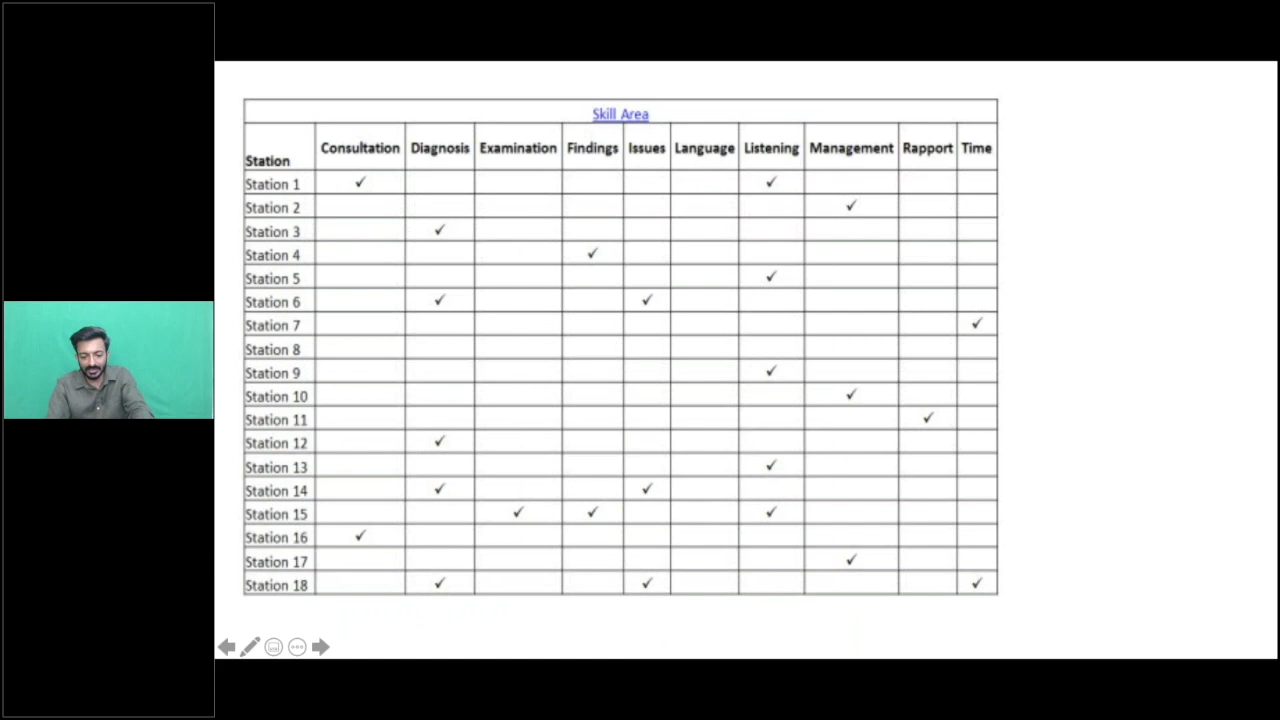 Skill Area
Station Consultation Diagnosis Examination Findings Issues Language Listening Management Rapport Time
Station 1 ✓ ✓
Station 2 ✓
Station 3 ✓
Station 4 ✓
Station 5 ✓
Station 6 ✓ ✓
Station 7 ✓
Station 8
Station 9 ✓
Station 10 ✓
Station 11 ✓
Station 12 ✓
Station 13 ✓
Station 14 ✓ ✓
Station 15 ✓ ✓ ✓
Station 16 ✓
Station 17 ✓
Station 18 ✓ ✓ ✓